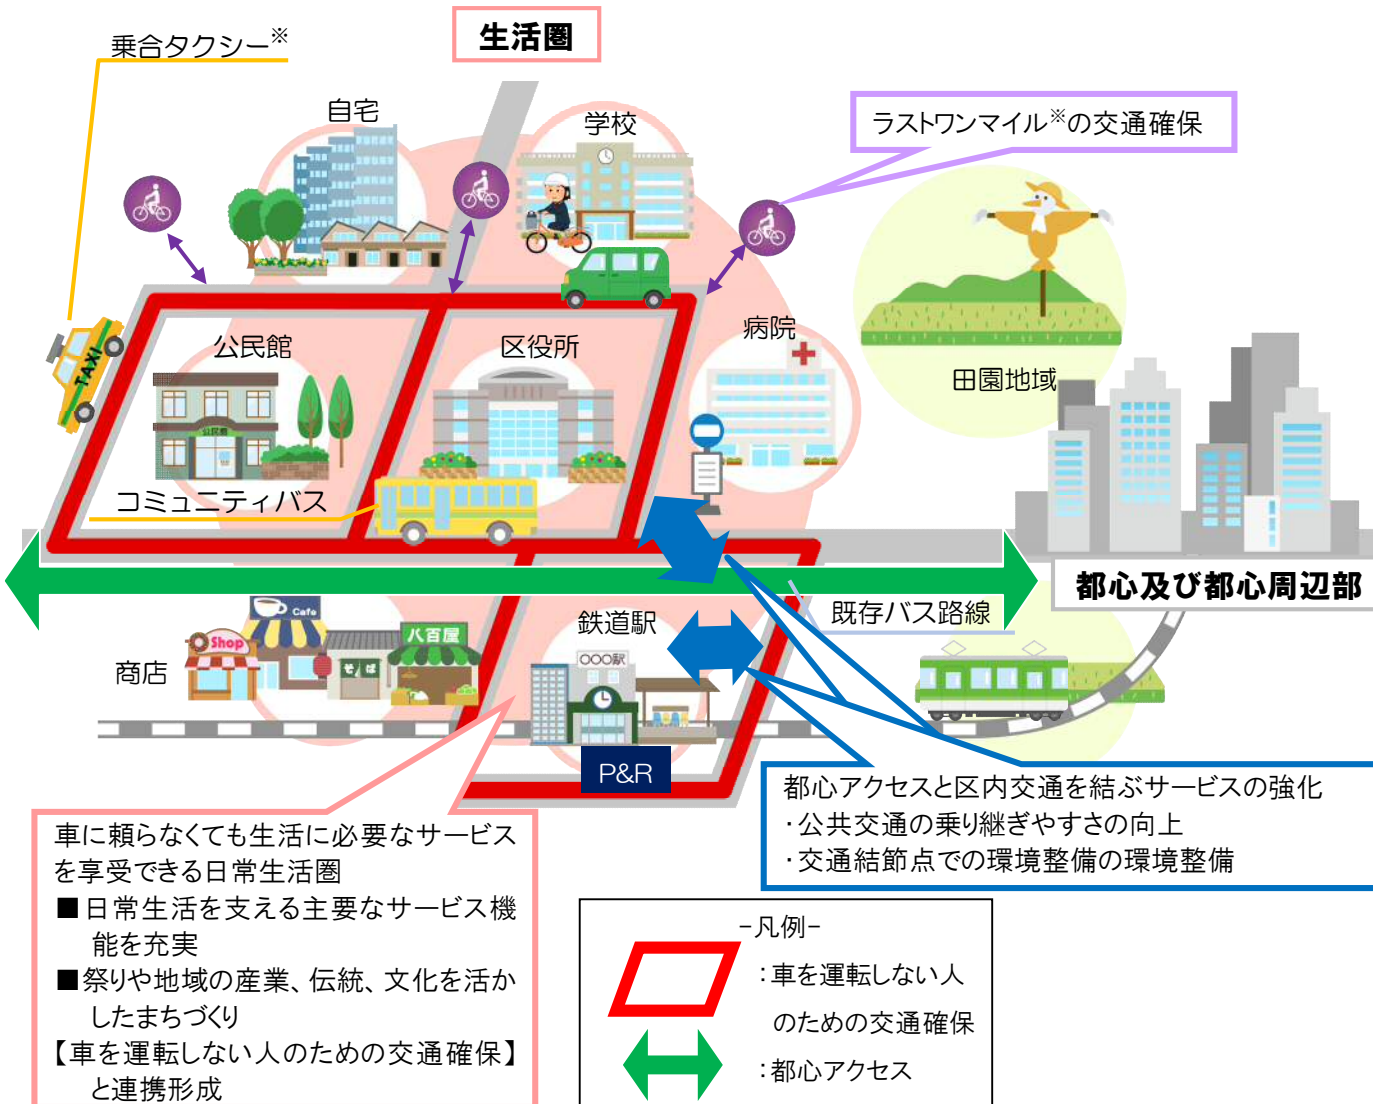 生活圏
乗合タクシー※
自宅
学校
ラストワンマイル※の交通確保
TAXI
公民館
区役所
病院
田園地域
公民館
コミュニティバス
都心及び都心周辺部
既存バス路線
鉄道駅
Cafe
Shop
八百屋
そば
商店
〇〇〇駅
P&R
都心アクセスと区内交通を結ぶサービスの強化
・公共交通の乗り継ぎやすさの向上
・交通結節点での環境整備の環境整備
車に頼らなくても生活に必要なサービス
を享受できる日常生活圏
■日常生活を支える主要なサービス機
能を充実
■祭りや地域の産業、伝統、文化を活か
したまちづくり
【車を運転しない人のための交通確保】
と連携形成
-凡例-
:車を運転しない人
のための交通確保
:都心アクセス